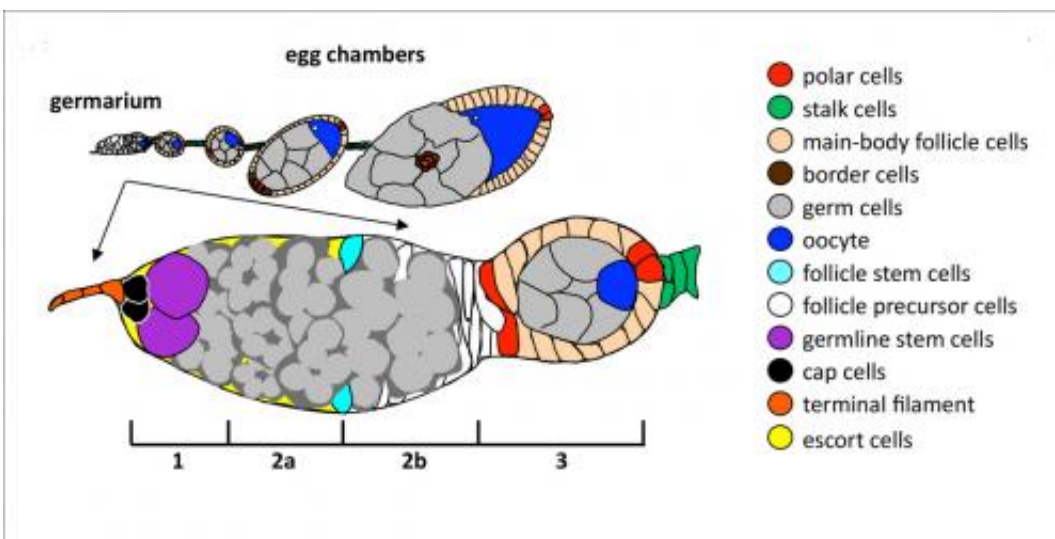 egg chambers
germarium
polar cells
stalk cells
main-body follicle cells
border cells
germ cells
oocyte
follicle stem cells
follicle precursor cells
germline stem cells
cap cells
terminal filament
escort cells
1 2a 2b 3